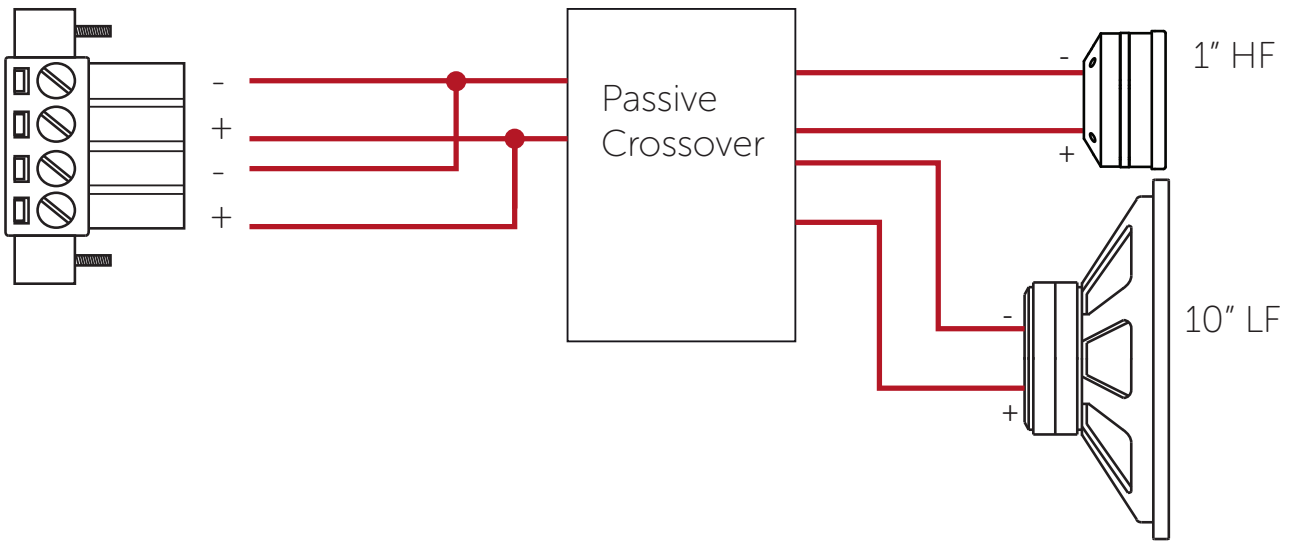 -
+
-
+
Passive
Crossover
-
+
1” HF
-
+
10” LF